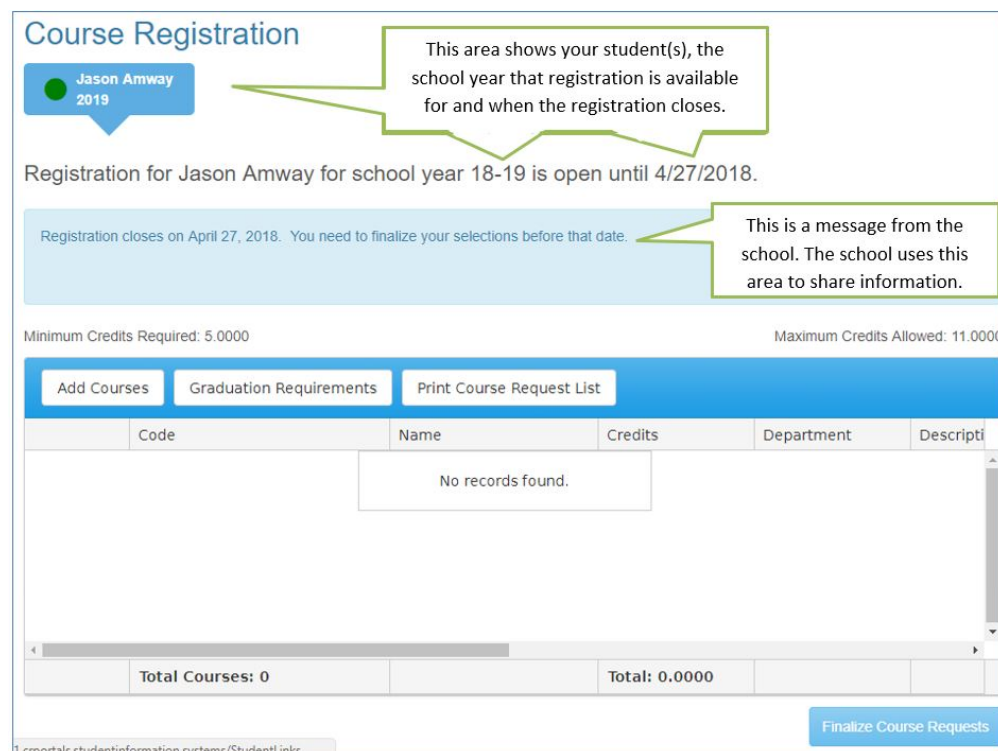 Course Registration
Jason Amway
2019
This area shows your student(s), the
school year that registration is available
for and when the registration closes.
Registration for Jason Amway for school year 18-19 is open until 4/27/2018.
Registration closes on April 27, 2018. You need to finalize your selections before that date.
This is a message from the
school. The school uses this
area to share information.
Minimum Credits Required: 5.0000 Maximum Credits Allowed: 11.0000
Add Courses Graduation Requirements Print Course Request List
Code Name Credits Department Descripti
No records found.
Total Courses: 0 Total: 0.0000
Finalize Course Requests